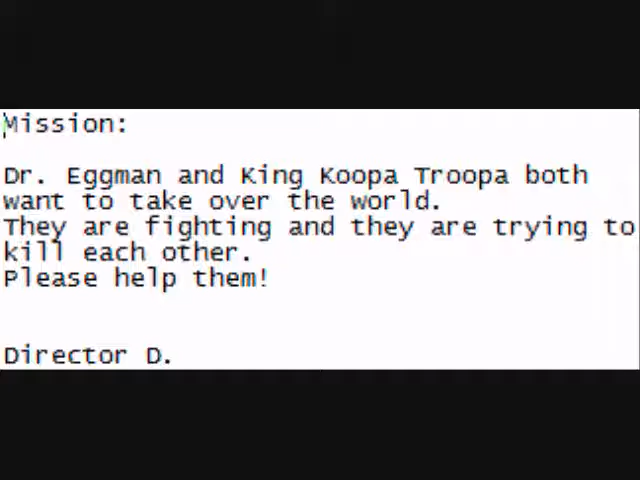 Mission:
Dr. Eggman and King Koopa Troopa both
want to take over the world.
They are fighting and they are trying to
kill each other.
Please help them!
Director D.